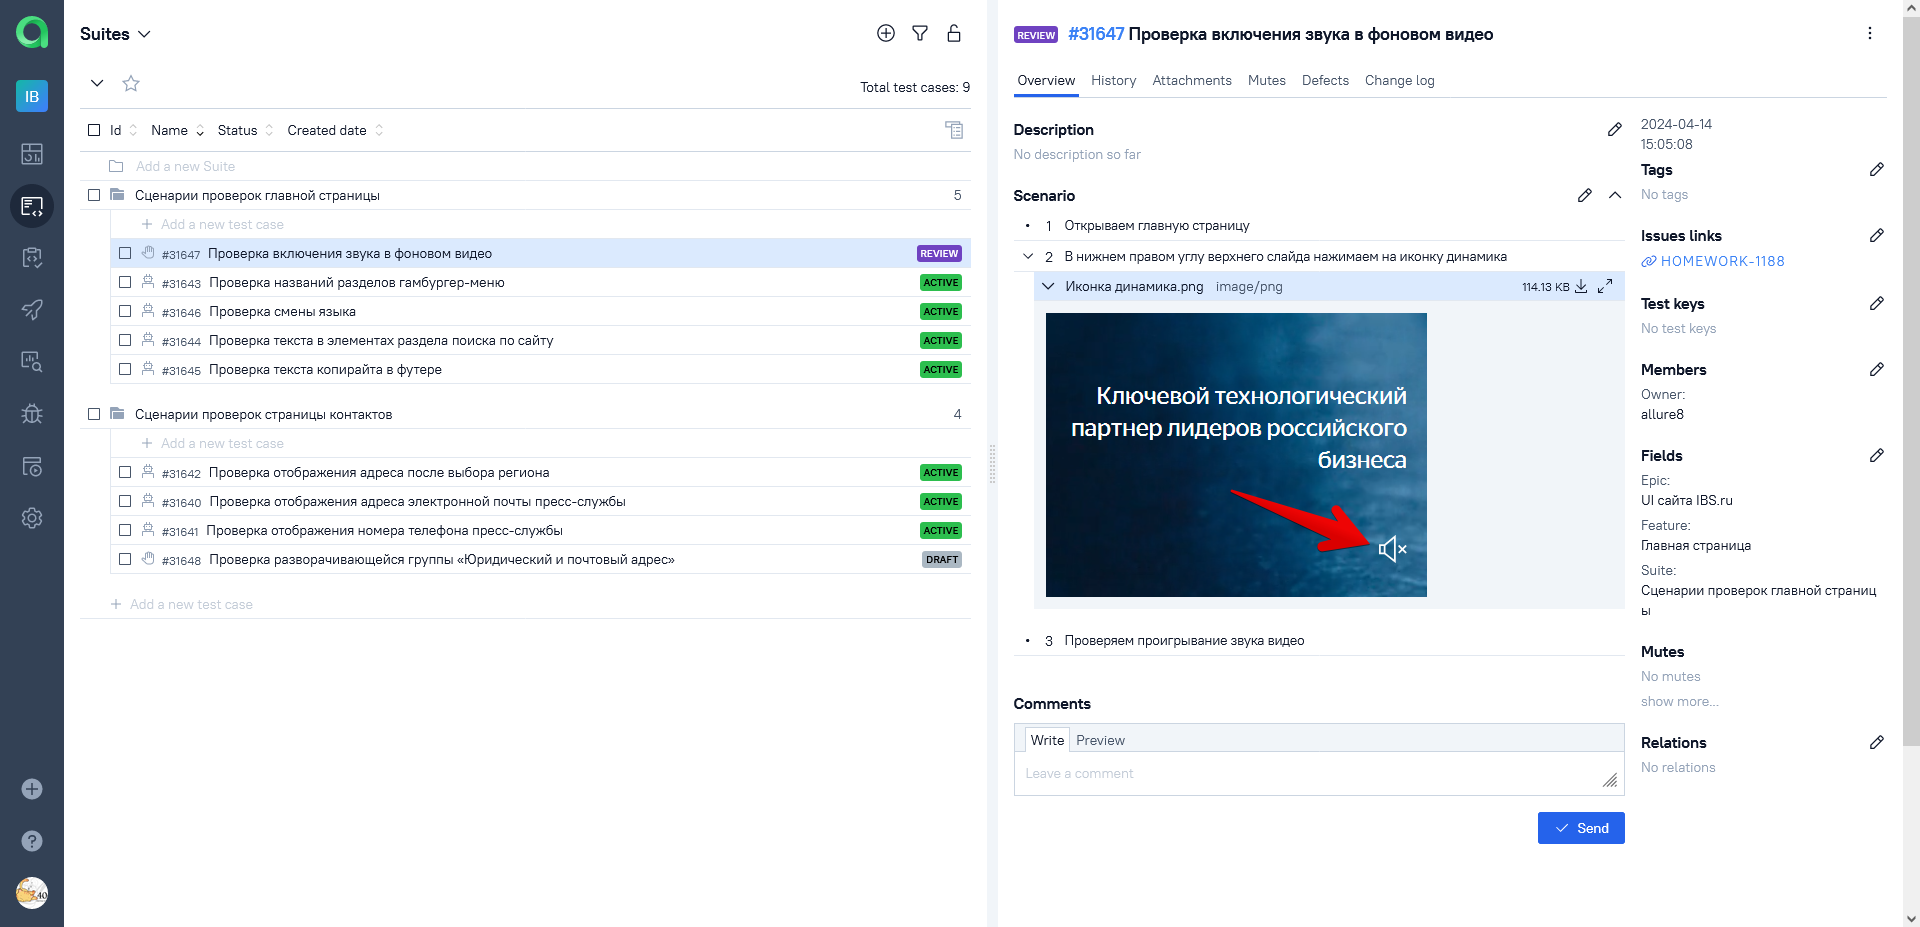 IB
Suites
Total test cases: 9
Id Name Status Created date
Add a new Suite
Сценарии проверок главной страницы 5
Add a new test case
#31647 Проверка включения звука в фоновом видео REVIEW
#31643 Проверка названий разделов гамбургер-меню ACTIVE
#31646 Проверка смены языка ACTIVE
#31644 Проверка текста в элементах раздела поиска по сайту ACTIVE
#31645 Проверка текста копирайта в футере ACTIVE
Сценарии проверок страницы контактов 4
Add a new test case
#31642 Проверка отображения адреса после выбора региона ACTIVE
#31640 Проверка отображения адреса электронной почты пресс-службы ACTIVE
#31641 Проверка отображения номера телефона пресс-службы ACTIVE
#31648 Проверка разворачивающейся группы «Юридический и почтовый адрес» DRAFT
Add a new test case
REVIEW #31647 Проверка включения звука в фоновом видео
Overview History Attachments Mutes Defects Change log
Description
No description so far
Scenario
1 Открываем главную страницу
2 В нижнем правом углу верхнего слайда нажимаем на иконку динамика
Иконка динамика.png image/png 114.13 KB
Ключевой технологический
партнер лидеров российского
бизнеса
3 Проверяем проигрывание звука видео
Comments
Write Preview
Leave a comment
Send
2024-04-14
15:05:08
Tags
No tags
Issues links
HOMEWORK-1188
Test keys
No test keys
Members
Owner:
allure8
Fields
Epic:
UI сайта IBS.ru
Feature:
Главная страница
Suite:
Сценарии проверок главной страниц
ы
Mutes
No mutes
show more...
Relations
No relations
?
40